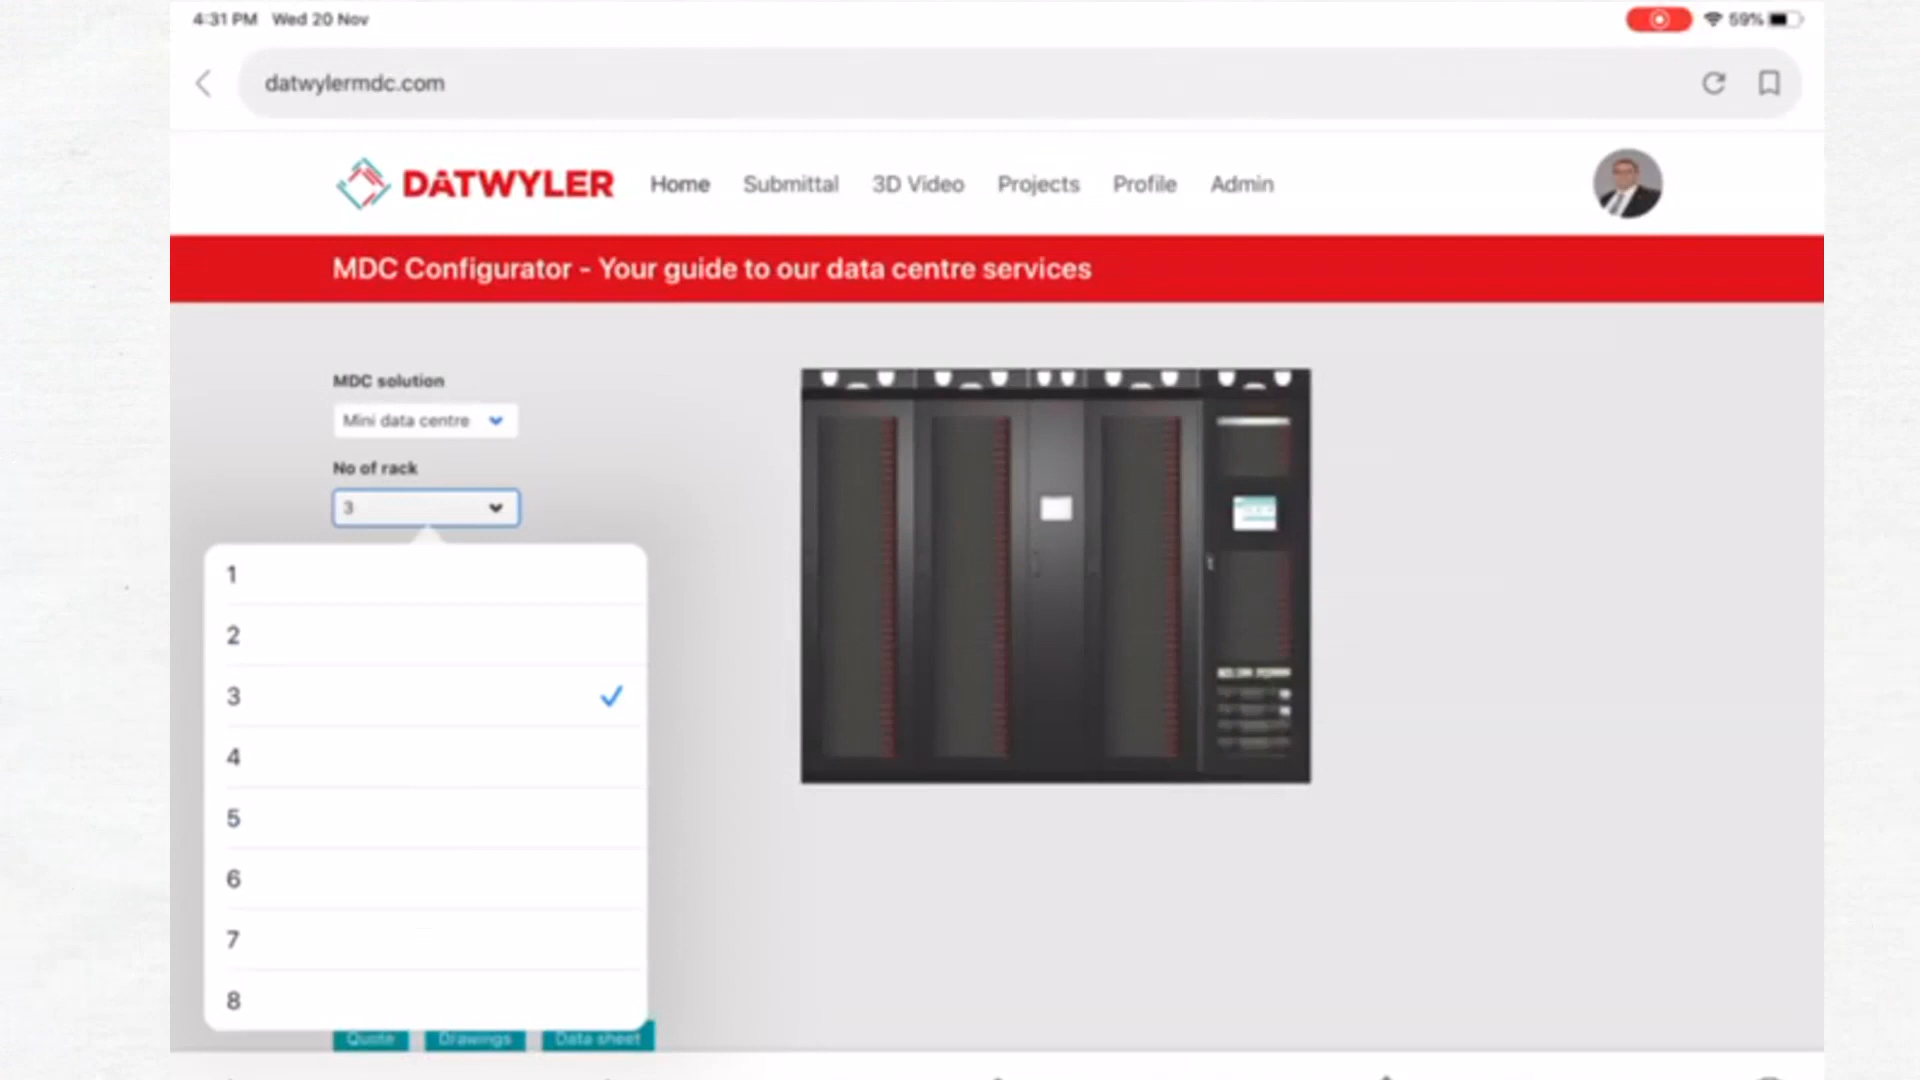 4:31 PM Wed 20 Nov
59%
datwylermdc.com
DATWYLER
Home Submittal 3D Video Projects Profile Admin
MDC Configurator - Your guide to our data centre services
MDC solution
Mini data centre
No of rack
3
1
2
3
4
5
6
7
8
Quote Drawings Data sheet